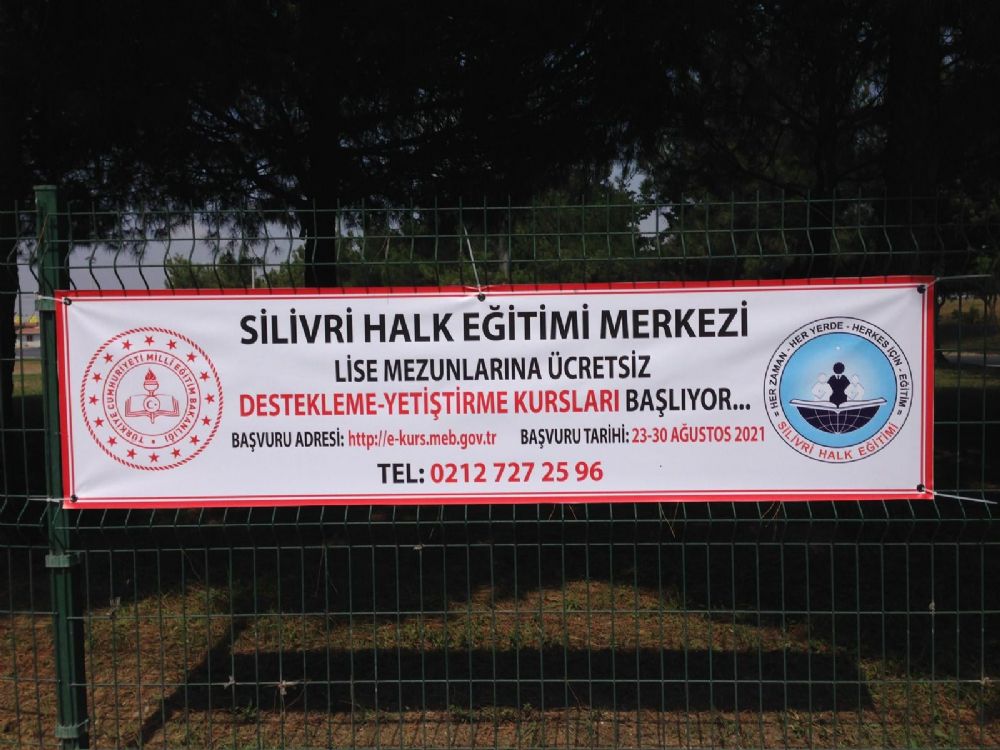 SİLİVRİ HALK EĞİTİMİ MERKEZİ
LİSE MEZUNLARINA ÜCRETSİZ
DESTEKLEME-YETİŞTİRME KURSLARI BAŞLIYOR...
BAŞVURU ADRESİ: http://e-kurs.meb.gov.tr BAŞVURU TARİHİ: 23-30 AĞUSTOS 2021
TEL: 0212 727 25 96
TÜRKİYE CUMHURİYETİ MİLLİ EĞİTİM BAKANLIĞI
HER ZAMAN - HER YERDE - HERKES İÇİN - EĞİTİM
SİLİVRİ HALK EĞİTİMİ